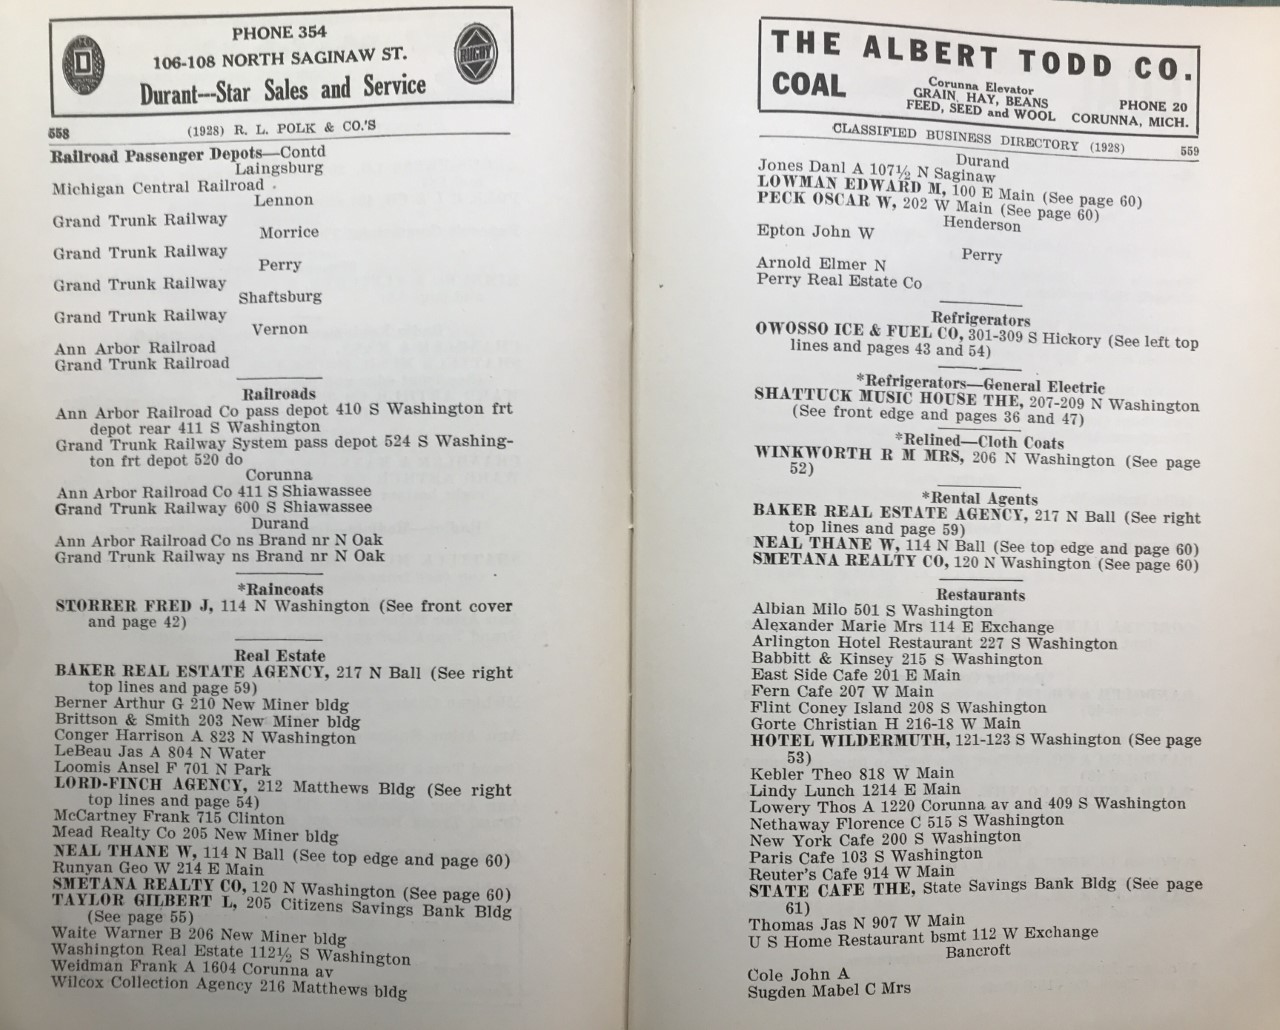 PHONE 354
106-108 NORTH SAGINAW ST.
Durant---Star Sales and Service
D
RUGBY
558
(1928) R. L. POLK & CO.'S
Railroad Passenger Depots—Contd
Laingsburg
Michigan Central Railroad
Lennon
Grand Trunk Railway
Morrice
Grand Trunk Railway
Perry
Grand Trunk Railway
Shaftsburg
Grand Trunk Railway
Vernon
Ann Arbor Railroad
Grand Trunk Railroad
Railroads
Ann Arbor Railroad Co pass depot 410 S Washington frt
depot rear 411 S Washington
Grand Trunk Railway System pass depot 524 S Washing-
ton frt depot 520 do
Corunna
Ann Arbor Railroad Co 411 S Shiawassee
Grand Trunk Railway 600 S Shiawassee
Durand
Ann Arbor Railroad Co ns Brand nr N Oak
Grand Trunk Railway ns Brand nr N Oak
*Raincoats
STORRER FRED J, 114 N Washington (See front cover
and page 42)
Real Estate
BAKER REAL ESTATE AGENCY, 217 N Ball (See right
top lines and page 59)
Berner Arthur G 210 New Miner bldg
Brittson & Smith 203 New Miner bldg
Conger Harrison A 823 N Washington
LeBeau Jas A 804 N Water
Loomis Ansel F 701 N Park
LORD-FINCH AGENCY, 212 Matthews Bldg (See right
top lines and page 54)
McCartney Frank 715 Clinton
Mead Realty Co 205 New Miner bldg
NEAL THANE W, 114 N Ball (See top edge and page 60)
Runyan Geo W 214 E Main
SMETANA REALTY CO, 120 N Washington (See page 60)
TAYLOR GILBERT L, 205 Citizens Savings Bank Bldg
(See page 55)
Waite Warner B 206 New Miner bldg
Washington Real Estate 112½ S Washington
Weidman Frank A 1604 Corunna av
Wilcox Collection Agency 216 Matthews bldg
THE ALBERT TODD CO.
COAL
Corunna Elevator
GRAIN, HAY, BEANS
FEED, SEED and WOOL
PHONE 20
CORUNNA, MICH.
CLASSIFIED BUSINESS DIRECTORY (1928)
559
Durand
Jones Danl A 107½ N Saginaw
LOWMAN EDWARD M, 100 E Main (See page 60)
PECK OSCAR W, 202 W Main (See page 60)
Henderson
Epton John W
Perry
Arnold Elmer N
Perry Real Estate Co
Refrigerators
OWOSSO ICE & FUEL CO, 301-309 S Hickory (See left top
lines and pages 43 and 54)
*Refrigerators—General Electric
SHATTUCK MUSIC HOUSE THE, 207-209 N Washington
(See front edge and pages 36 and 47)
*Relined—Cloth Coats
WINKWORTH R M MRS, 206 N Washington (See page
52)
*Rental Agents
BAKER REAL ESTATE AGENCY, 217 N Ball (See right
top lines and page 59)
NEAL THANE W, 114 N Ball (See top edge and page 60)
SMETANA REALTY CO, 120 N Washington (See page 60)
Restaurants
Albian Milo 501 S Washington
Alexander Marie Mrs 114 E Exchange
Arlington Hotel Restaurant 227 S Washington
Babbitt & Kinsey 215 S Washington
East Side Cafe 201 E Main
Fern Cafe 207 W Main
Flint Coney Island 208 S Washington
Gorte Christian H 216-18 W Main
HOTEL WILDERMUTH, 121-123 S Washington (See page
53)
Kebler Theo 818 W Main
Lindy Lunch 1214 E Main
Lowery Thos A 1220 Corunna av and 409 S Washington
Nethaway Florence C 515 S Washington
New York Cafe 200 S Washington
Paris Cafe 103 S Washington
Reuter's Cafe 914 W Main
STATE CAFE THE, State Savings Bank Bldg (See page
61)
Thomas Jas N 907 W Main
U S Home Restaurant bsmt 112 W Exchange
Bancroft
Cole John A
Sugden Mabel C Mrs